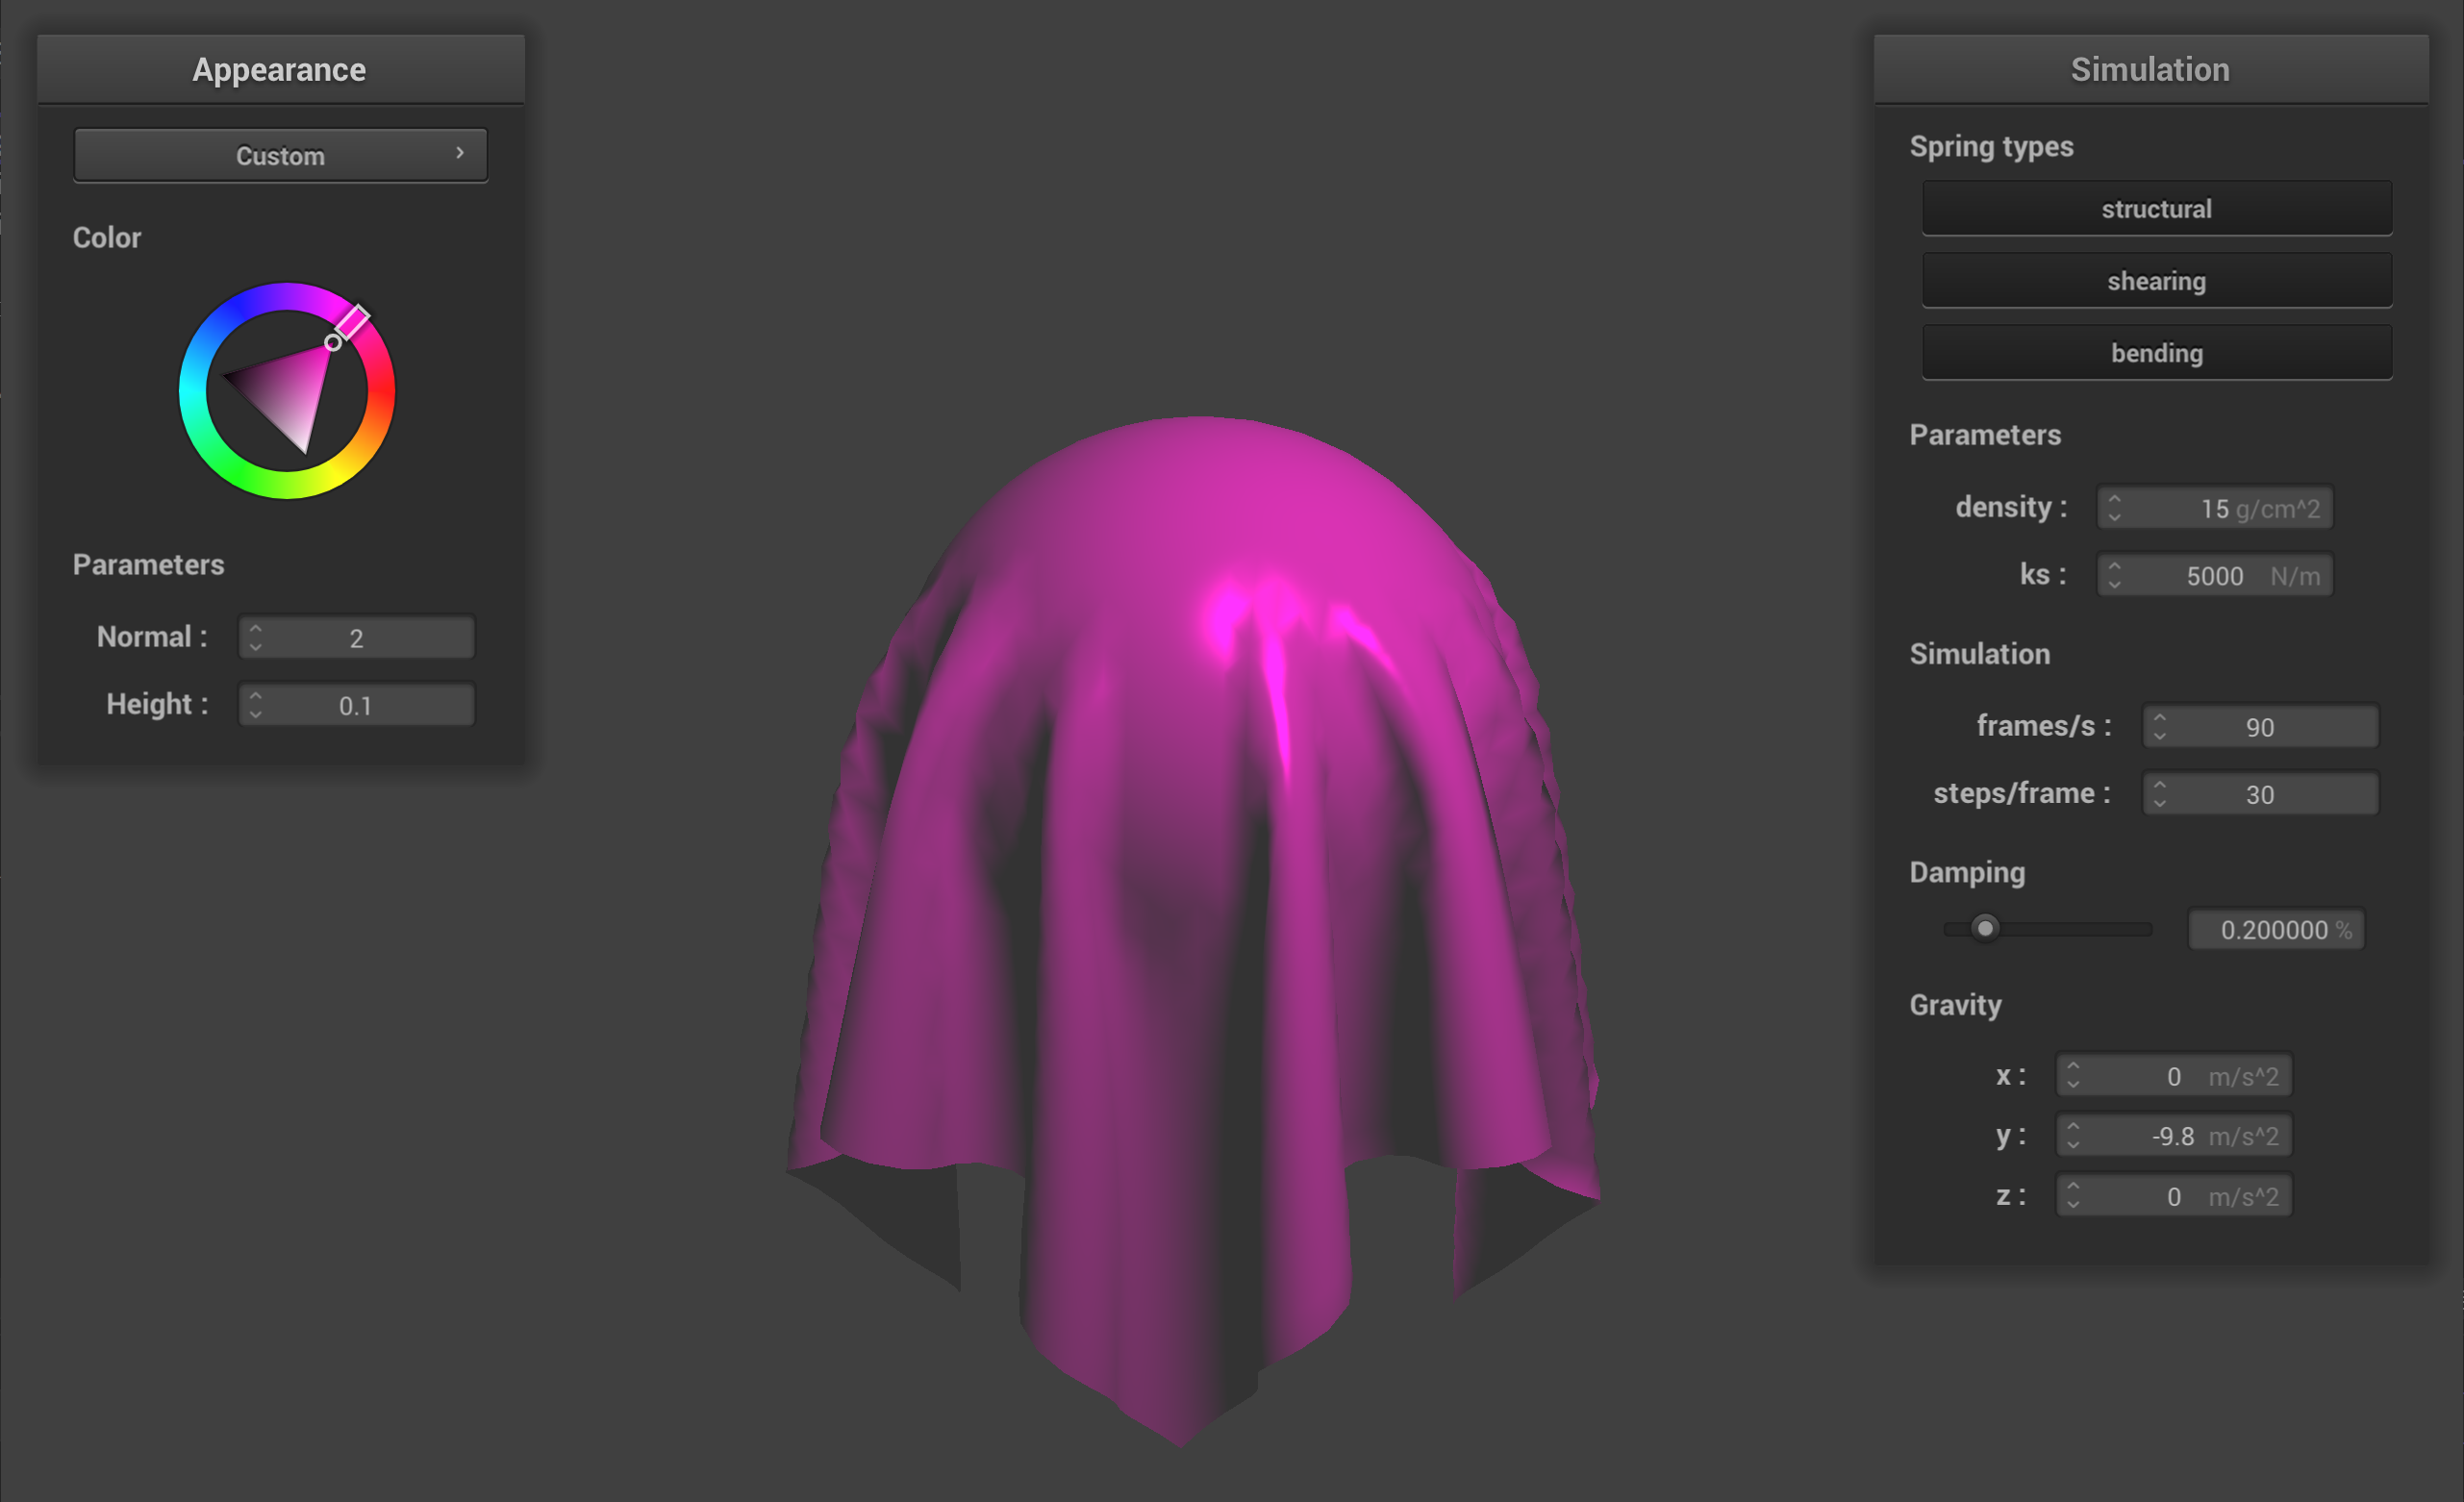 Appearance
Custom
Color
Parameters
Normal : 2
Height : 0.1
Simulation
Spring types
structural
shearing
bending
Parameters
density : 15 g/cm^2
ks : 5000 N/m
Simulation
frames/s : 90
steps/frame : 30
Damping
0.200000 %
Gravity
x : 0 m/s^2
y : -9.8 m/s^2
z : 0 m/s^2